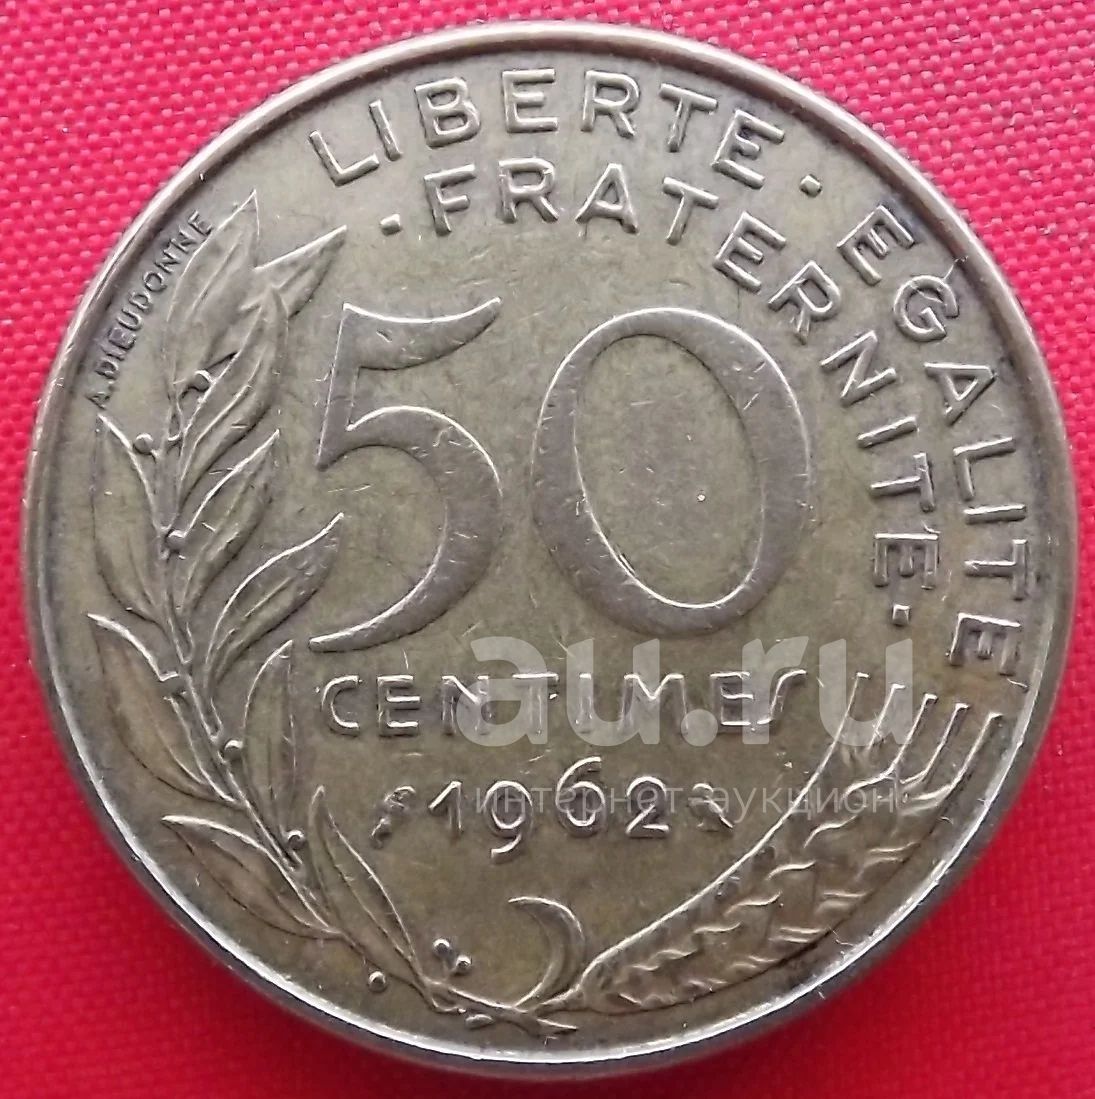 LIBERTE · EGALITE
· FRATERNITE ·
A. DIEUDONNE
50
CENTIMES
1962
au.ru
интернет-аукцион